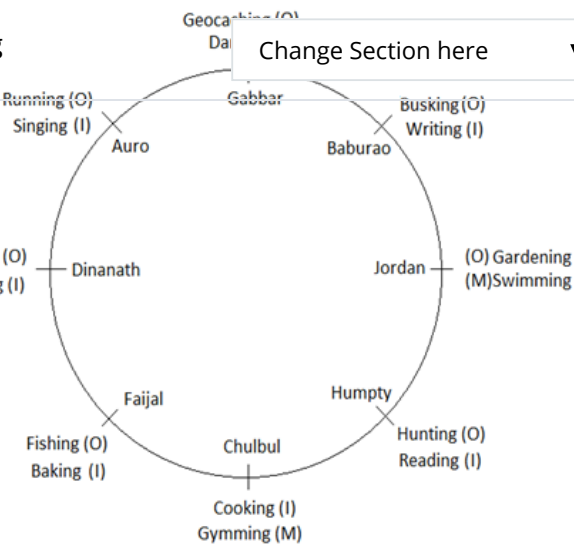 Change Section here
Gabbar
Running (O)
Singing (I)
Auro
Busking (O)
Writing (I)
Baburao
(O)
(I)
Dinanath
Jordan
(O) Gardening
(M)Swimming
Faijal
Fishing (O)
Baking (I)
Humpty
Hunting (O)
Reading (I)
Chulbul
Cooking (I)
Gymming (M)